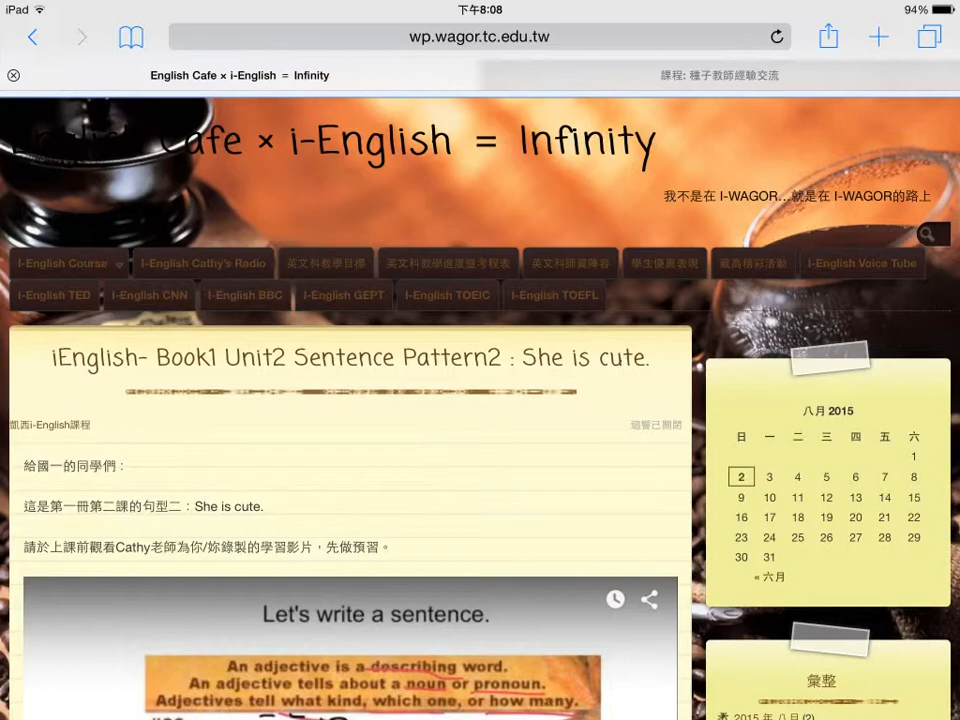 iPad 下午8:08 94%
wp.wagor.tc.edu.tw
English Cafe × i-English = Infinity 課程: 種子教師經驗交流
English Cafe × i-English = Infinity
我不是在 I-WAGOR...就是在 I-WAGOR的路上
I-English Course I-English Cathy's Radio 英文科教學目標 英文科教學進度暨考程表 英文科師資陣容 學生優異表現 葳高精彩活動 I-English Voice Tube
I-English TED I-English CNN I-English BBC I-English GEPT I-English TOEIC I-English TOEFL
iEnglish- Book1 Unit2 Sentence Pattern2 : She is cute.
凱西i-English課程 迴響已關閉
給國一的同學們：
這是第一冊第二課的句型二：She is cute.
請於上課前觀看Cathy老師為你/妳錄製的學習影片，先做預習。
Let's write a sentence.
An adjective is a describing word.
An adjective tells about a noun or pronoun.
Adjectives tell what kind, which one, or how many.
八月 2015
日 一 二 三 四 五 六
1
2 3 4 5 6 7 8
9 10 11 12 13 14 15
16 17 18 19 20 21 22
23 24 25 26 27 28 29
30 31
« 六月
彙整
2015 年 八月 (2)